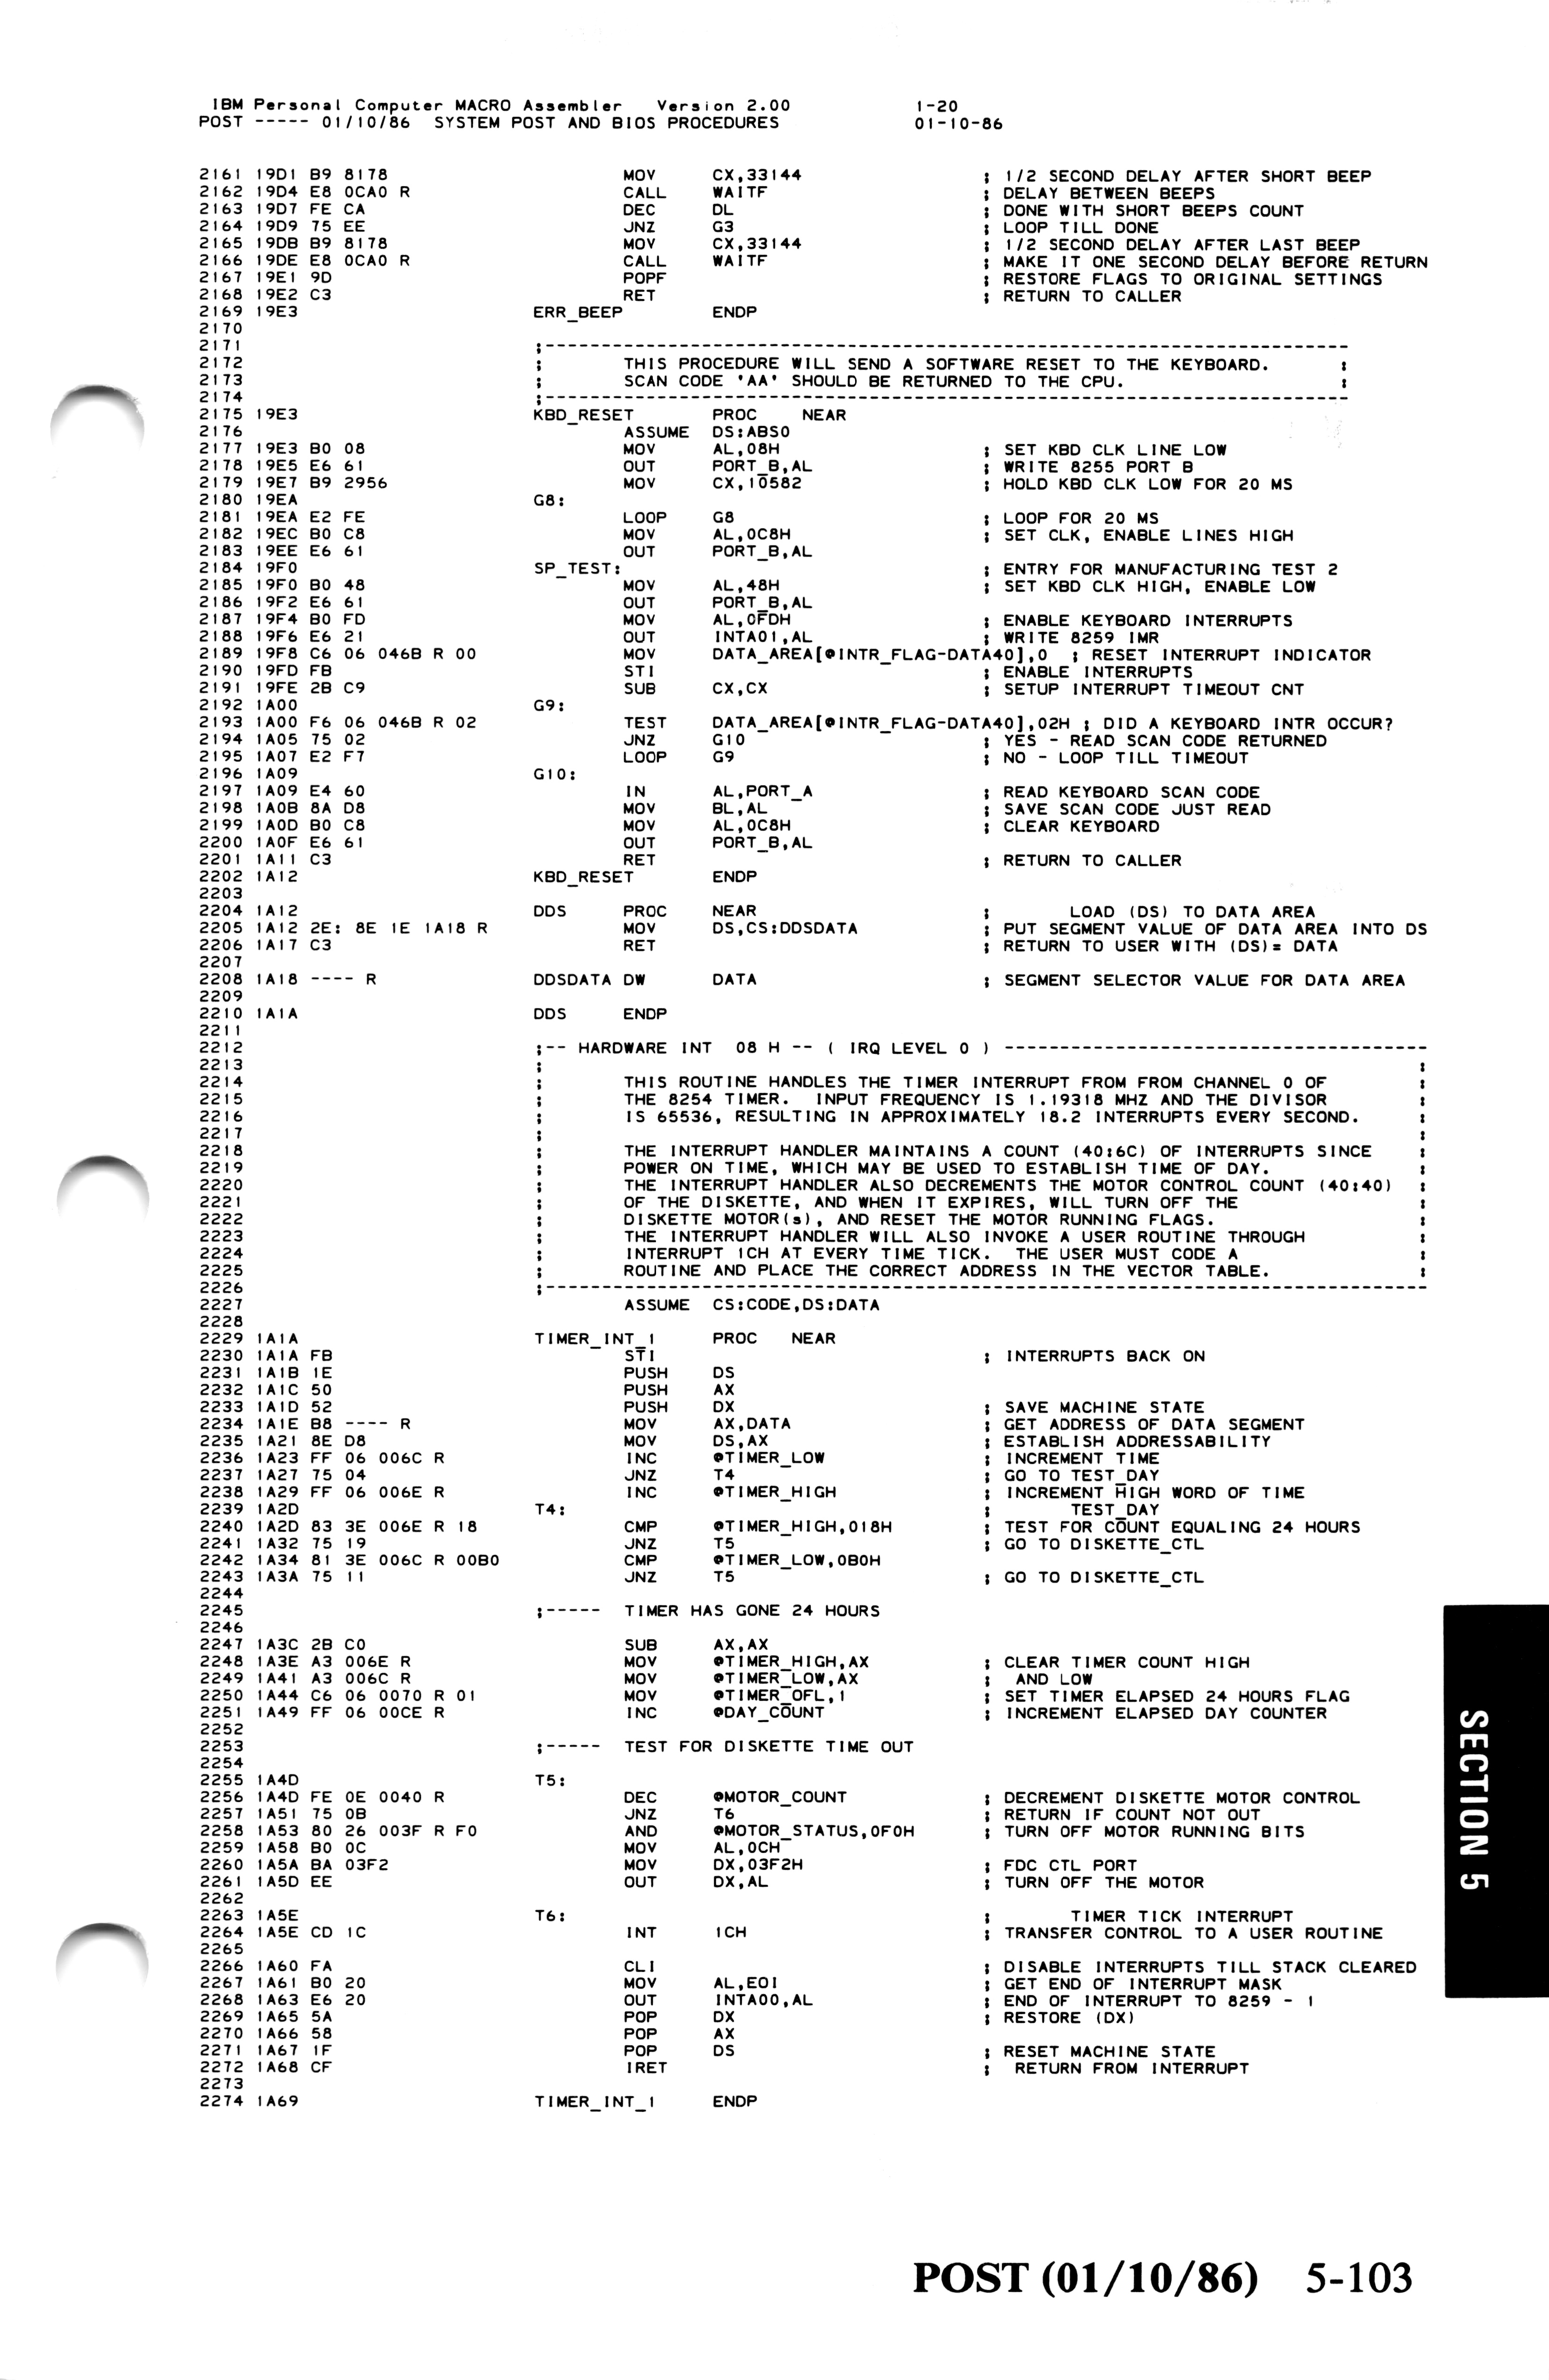 IBM Personal Computer MACRO Assembler   Version 2.00             1-20
POST ----- 01/10/86  SYSTEM POST AND BIOS PROCEDURES             01-10-86
2161 19D1 B9 8178 MOV CX,33144 ; 1/2 SECOND DELAY AFTER SHORT BEEP
2162 19D4 E8 0CA0 R CALL WAITF ; DELAY BETWEEN BEEPS
2163 19D7 FE CA DEC DL ; DONE WITH SHORT BEEPS COUNT
2164 19D9 75 EE JNZ G3 ; LOOP TILL DONE
2165 19DB B9 8178 MOV CX,33144 ; 1/2 SECOND DELAY AFTER LAST BEEP
2166 19DE E8 0CA0 R CALL WAITF ; MAKE IT ONE SECOND DELAY BEFORE RETURN
2167 19E1 9D POPF ; RESTORE FLAGS TO ORIGINAL SETTINGS
2168 19E2 C3 RET ; RETURN TO CALLER
2169 19E3 ERR_BEEP ENDP
2170
2171 ;-----------------------------------------------------------------------
2172 ; THIS PROCEDURE WILL SEND A SOFTWARE RESET TO THE KEYBOARD. :
2173 ; SCAN CODE 'AA' SHOULD BE RETURNED TO THE CPU. :
2174 ;-----------------------------------------------------------------------
2175 19E3 KBD_RESET PROC NEAR
2176 ASSUME DS:ABS0
2177 19E3 B0 08 MOV AL,08H ; SET KBD CLK LINE LOW
2178 19E5 E6 61 OUT PORT_B,AL ; WRITE 8255 PORT B
2179 19E7 B9 2956 MOV CX,10582 ; HOLD KBD CLK LOW FOR 20 MS
2180 19EA G8:
2181 19EA E2 FE LOOP G8 ; LOOP FOR 20 MS
2182 19EC B0 C8 MOV AL,0C8H ; SET CLK, ENABLE LINES HIGH
2183 19EE E6 61 OUT PORT_B,AL
2184 19F0 SP_TEST: ; ENTRY FOR MANUFACTURING TEST 2
2185 19F0 B0 48 MOV AL,48H ; SET KBD CLK HIGH, ENABLE LOW
2186 19F2 E6 61 OUT PORT_B,AL
2187 19F4 B0 FD MOV AL,0FDH ; ENABLE KEYBOARD INTERRUPTS
2188 19F6 E6 21 OUT INTA01,AL ; WRITE 8259 IMR
2189 19F8 C6 06 046B R 00 MOV DATA_AREA[@INTR_FLAG-DATA40],0 ; RESET INTERRUPT INDICATOR
2190 19FD FB STI ; ENABLE INTERRUPTS
2191 19FE 2B C9 SUB CX,CX ; SETUP INTERRUPT TIMEOUT CNT
2192 1A00 G9:
2193 1A00 F6 06 046B R 02 TEST DATA_AREA[@INTR_FLAG-DATA40],02H ; DID A KEYBOARD INTR OCCUR?
2194 1A05 75 02 JNZ G10 ; YES - READ SCAN CODE RETURNED
2195 1A07 E2 F7 LOOP G9 ; NO - LOOP TILL TIMEOUT
2196 1A09 G10:
2197 1A09 E4 60 IN AL,PORT_A ; READ KEYBOARD SCAN CODE
2198 1A0B 8A D8 MOV BL,AL ; SAVE SCAN CODE JUST READ
2199 1A0D B0 C8 MOV AL,0C8H ; CLEAR KEYBOARD
2200 1A0F E6 61 OUT PORT_B,AL
2201 1A11 C3 RET ; RETURN TO CALLER
2202 1A12 KBD_RESET ENDP
2203
2204 1A12 DDS PROC NEAR ; LOAD (DS) TO DATA AREA
2205 1A12 2E: 8E 1E 1A18 R MOV DS,CS:DDSDATA ; PUT SEGMENT VALUE OF DATA AREA INTO DS
2206 1A17 C3 RET ; RETURN TO USER WITH (DS)= DATA
2207
2208 1A18 ---- R DDSDATA DW DATA ; SEGMENT SELECTOR VALUE FOR DATA AREA
2209
2210 1A1A DDS ENDP
2211
2212 ;-- HARDWARE INT  08 H -- ( IRQ LEVEL 0 ) --------------------------------------
2213 ; :
2214 ; THIS ROUTINE HANDLES THE TIMER INTERRUPT FROM FROM CHANNEL 0 OF :
2215 ; THE 8254 TIMER.  INPUT FREQUENCY IS 1.19318 MHZ AND THE DIVISOR :
2216 ; IS 65536, RESULTING IN APPROXIMATELY 18.2 INTERRUPTS EVERY SECOND. :
2217 ; :
2218 ; THE INTERRUPT HANDLER MAINTAINS A COUNT (40:6C) OF INTERRUPTS SINCE :
2219 ; POWER ON TIME, WHICH MAY BE USED TO ESTABLISH TIME OF DAY. :
2220 ; THE INTERRUPT HANDLER ALSO DECREMENTS THE MOTOR CONTROL COUNT (40:40) :
2221 ; OF THE DISKETTE, AND WHEN IT EXPIRES, WILL TURN OFF THE :
2222 ; DISKETTE MOTOR(s), AND RESET THE MOTOR RUNNING FLAGS. :
2223 ; THE INTERRUPT HANDLER WILL ALSO INVOKE A USER ROUTINE THROUGH :
2224 ; INTERRUPT 1CH AT EVERY TIME TICK.  THE USER MUST CODE A :
2225 ; ROUTINE AND PLACE THE CORRECT ADDRESS IN THE VECTOR TABLE. :
2226 ;-------------------------------------------------------------------------------
2227 ASSUME CS:CODE,DS:DATA
2228
2229 1A1A TIMER_INT_1 PROC NEAR
2230 1A1A FB STI ; INTERRUPTS BACK ON
2231 1A1B 1E PUSH DS
2232 1A1C 50 PUSH AX
2233 1A1D 52 PUSH DX ; SAVE MACHINE STATE
2234 1A1E B8 ---- R MOV AX,DATA ; GET ADDRESS OF DATA SEGMENT
2235 1A21 8E D8 MOV DS,AX ; ESTABLISH ADDRESSABILITY
2236 1A23 FF 06 006C R INC @TIMER_LOW ; INCREMENT TIME
2237 1A27 75 04 JNZ T4 ; GO TO TEST_DAY
2238 1A29 FF 06 006E R INC @TIMER_HIGH ; INCREMENT HIGH WORD OF TIME
2239 1A2D T4: ; TEST_DAY
2240 1A2D 83 3E 006E R 18 CMP @TIMER_HIGH,018H ; TEST FOR COUNT EQUALING 24 HOURS
2241 1A32 75 19 JNZ T5 ; GO TO DISKETTE_CTL
2242 1A34 81 3E 006C R 00B0 CMP @TIMER_LOW,0B0H
2243 1A3A 75 11 JNZ T5 ; GO TO DISKETTE_CTL
2244
2245 ;----- TIMER HAS GONE 24 HOURS
2246
2247 1A3C 2B C0 SUB AX,AX
2248 1A3E A3 006E R MOV @TIMER_HIGH,AX ; CLEAR TIMER COUNT HIGH
2249 1A41 A3 006C R MOV @TIMER_LOW,AX ; AND LOW
2250 1A44 C6 06 0070 R 01 MOV @TIMER_OFL,1 ; SET TIMER ELAPSED 24 HOURS FLAG
2251 1A49 FF 06 00CE R INC @DAY_COUNT ; INCREMENT ELAPSED DAY COUNTER
2252
2253 ;----- TEST FOR DISKETTE TIME OUT
2254
2255 1A4D T5:
2256 1A4D FE 0E 0040 R DEC @MOTOR_COUNT ; DECREMENT DISKETTE MOTOR CONTROL
2257 1A51 75 0B JNZ T6 ; RETURN IF COUNT NOT OUT
2258 1A53 80 26 003F R F0 AND @MOTOR_STATUS,0F0H ; TURN OFF MOTOR RUNNING BITS
2259 1A58 B0 0C MOV AL,0CH
2260 1A5A BA 03F2 MOV DX,03F2H ; FDC CTL PORT
2261 1A5D EE OUT DX,AL ; TURN OFF THE MOTOR
2262
2263 1A5E T6: ; TIMER TICK INTERRUPT
2264 1A5E CD 1C INT 1CH ; TRANSFER CONTROL TO A USER ROUTINE
2265
2266 1A60 FA CLI ; DISABLE INTERRUPTS TILL STACK CLEARED
2267 1A61 B0 20 MOV AL,EOI ; GET END OF INTERRUPT MASK
2268 1A63 E6 20 OUT INTA00,AL ; END OF INTERRUPT TO 8259 - 1
2269 1A65 5A POP DX ; RESTORE (DX)
2270 1A66 58 POP AX
2271 1A67 1F POP DS ; RESET MACHINE STATE
2272 1A68 CF IRET ; RETURN FROM INTERRUPT
2273
2274 1A69 TIMER_INT_1 ENDP
SECTION 5
POST (01/10/86) 5-103